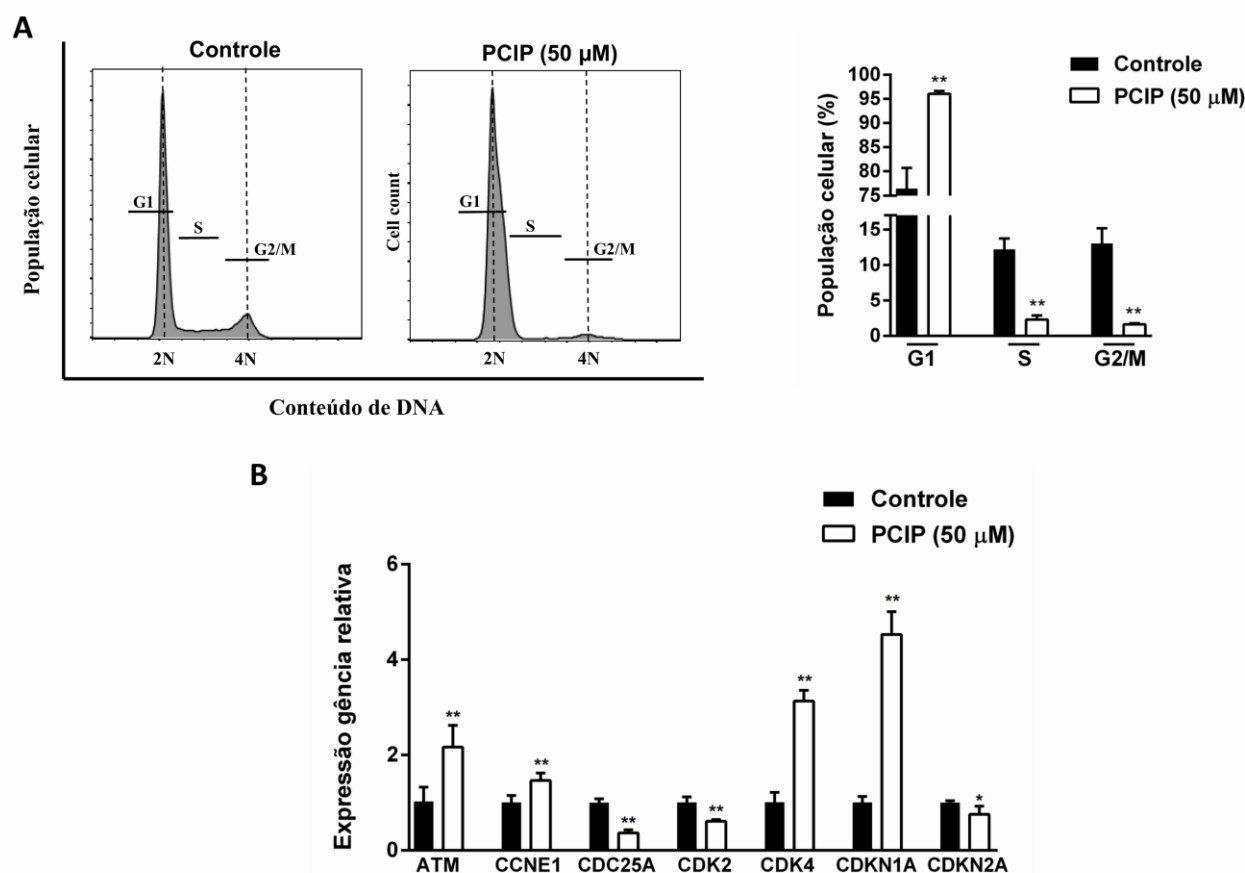 A
Controle
PCIP (50 µM)
População celular
G1
S
G2/M
2N
4N
Cell count
G1
S
G2/M
2N
4N
Conteúdo de DNA
Controle
PCIP (50 µM)
População celular (%)
100
95
90
85
80
75
15
10
5
0
**
**
**
G1
S
G2/M
B
Controle
PCIP (50 µM)
Expressão gência relativa
6
4
2
0
**
**
**
**
**
**
*
ATM
CCNE1
CDC25A
CDK2
CDK4
CDKN1A
CDKN2A